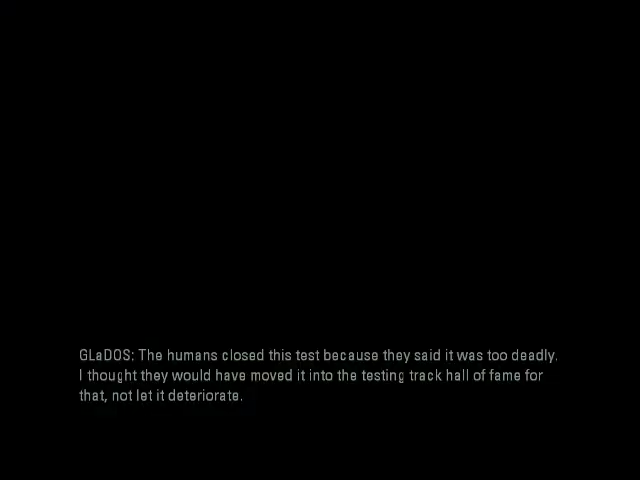 GLaDOS: The humans closed this test because they said it was too deadly.
I thought they would have moved it into the testing track hall of fame for
that, not let it deteriorate.